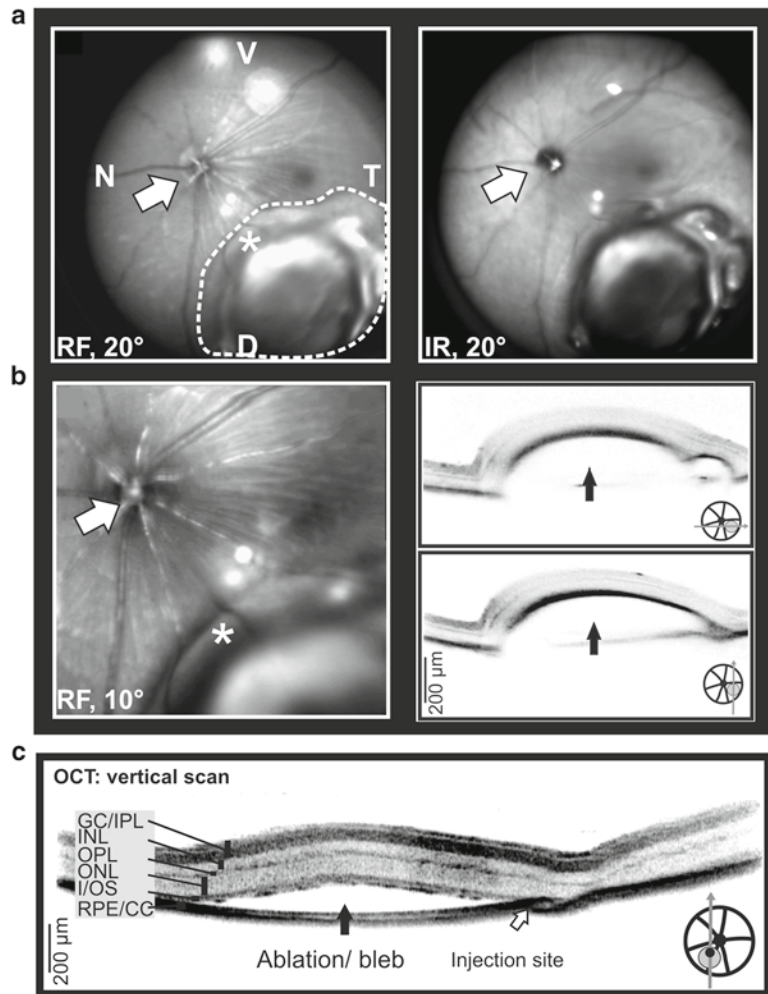 a
V
N
T
*
D
RF, 20°
IR, 20°
b
*
RF, 10°
200 µm
c
OCT: vertical scan
GC/IPL
INL
OPL
ONL
I/OS
RPE/CC
200 µm
Ablation/ bleb
Injection site